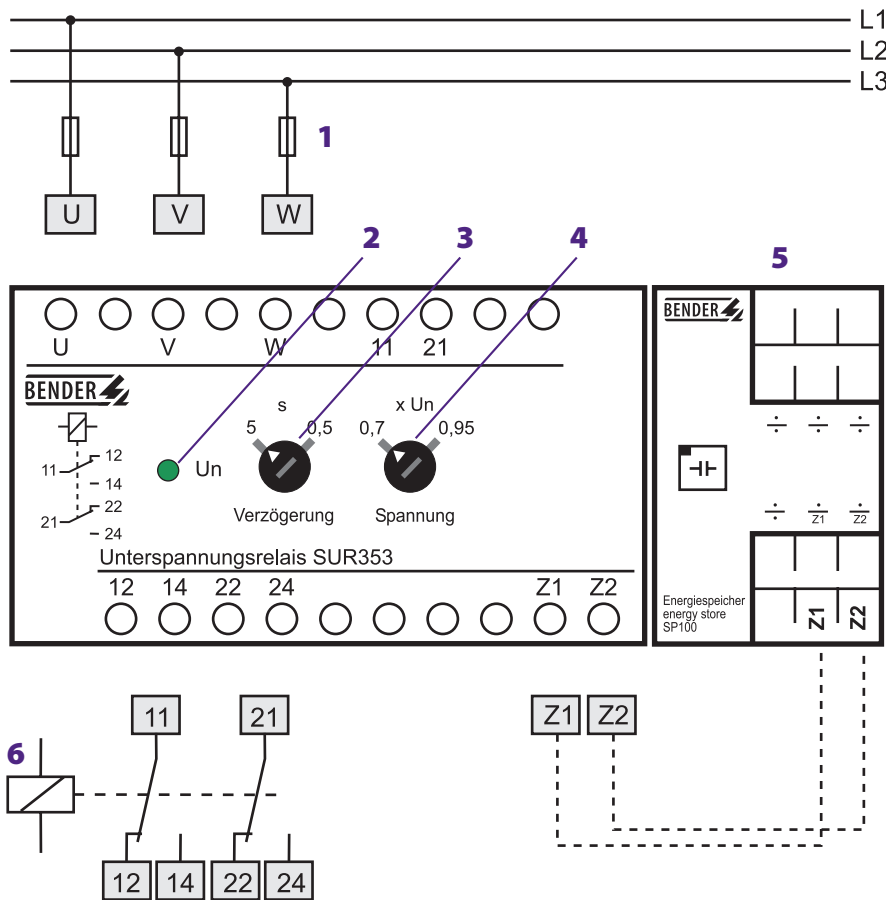 L1
L2
L3
1
U V W
2 3 4 5
U V W 11 21
BENDER
BENDER
s x Un
5 0,5 0,7 0,95
÷ ÷ ÷
11 12
14
21 22
24
Un
Verzögerung Spannung
÷ ÷ ÷
Z1 Z2
Unterspannungsrelais SUR353
12 14 22 24 Z1 Z2
Energiespeicher
energy store
SP100
Z1 Z2
11 21 Z1 Z2
6
12 14 22 24